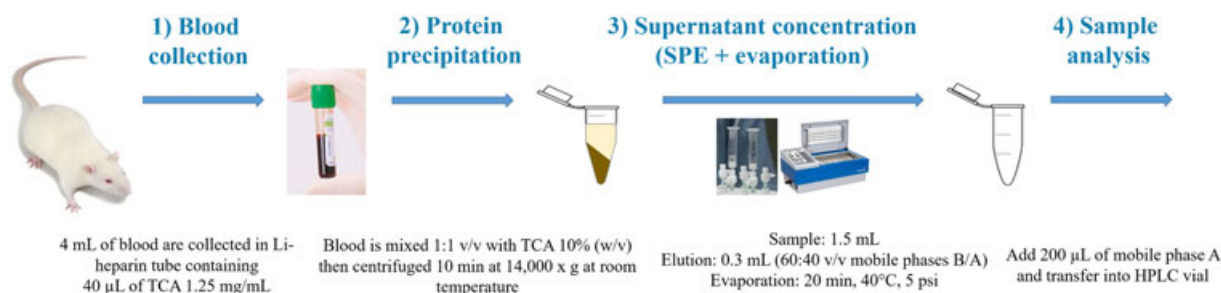 1) Blood
collection
2) Protein
precipitation
3) Supernatant concentration
(SPE + evaporation)
4) Sample
analysis
4 mL of blood are collected in Li-
heparin tube containing
40 µL of TCA 1.25 mg/mL
Blood is mixed 1:1 v/v with TCA 10% (w/v)
then centrifuged 10 min at 14,000 x g at room
temperature
Sample: 1.5 mL
Elution: 0.3 mL (60:40 v/v mobile phases B/A)
Evaporation: 20 min, 40°C, 5 psi
Add 200 µL of mobile phase A
and transfer into HPLC vial